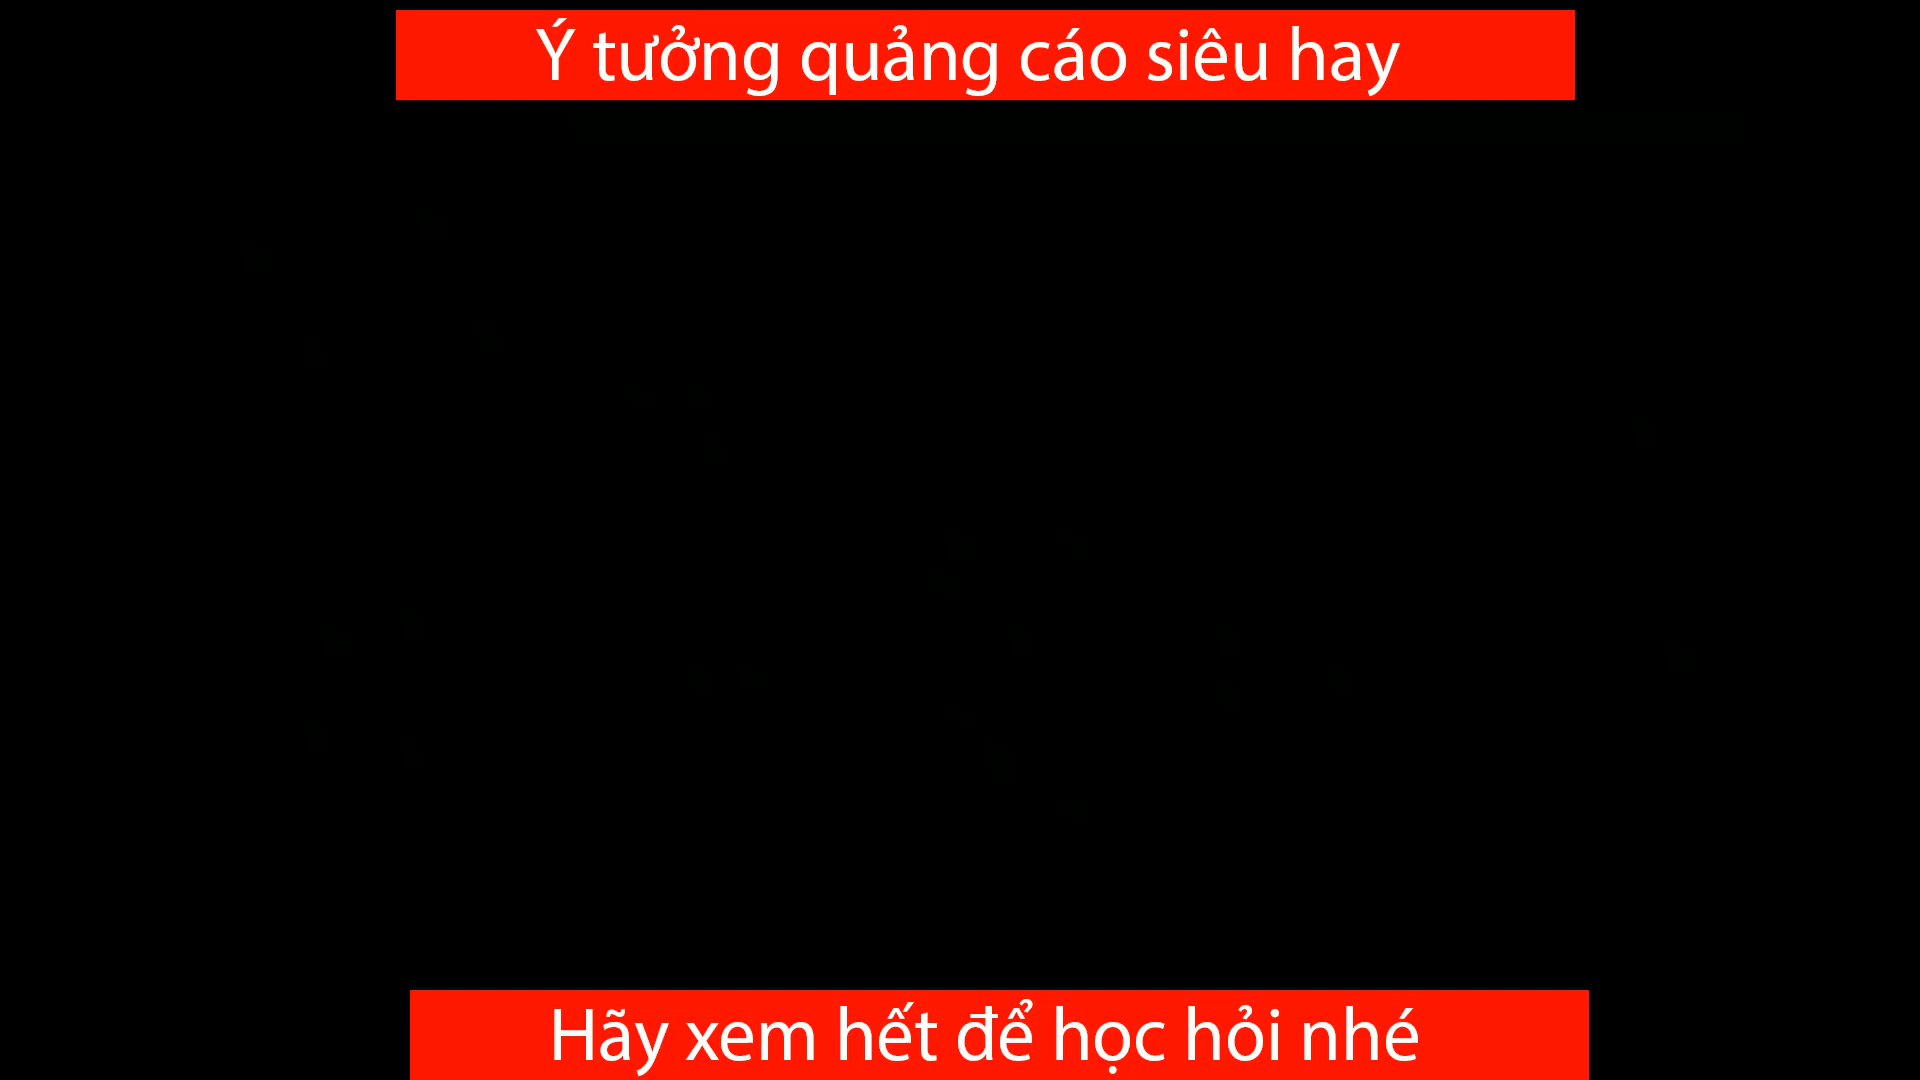 Ý tưởng quảng cáo siêu hay
Hãy xem hết để học hỏi nhé